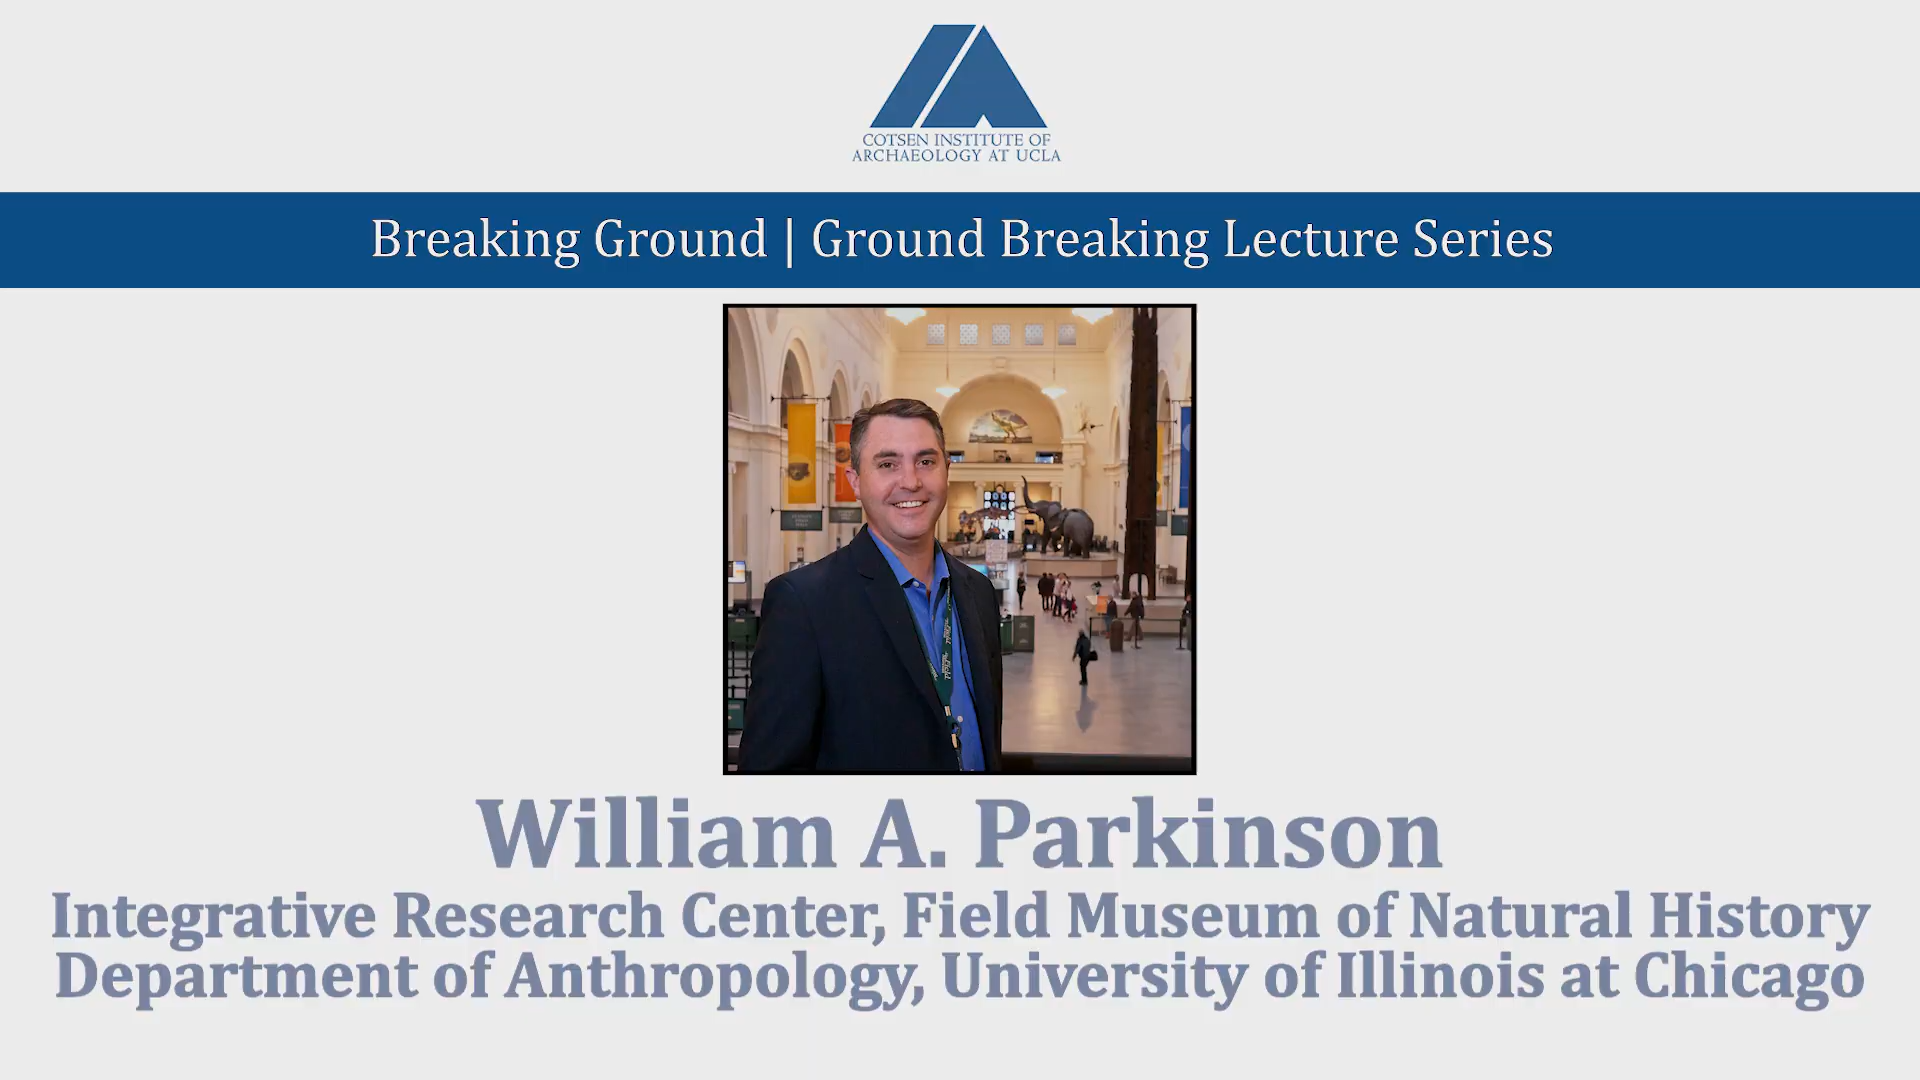 COTSEN INSTITUTE OF
ARCHAEOLOGY AT UCLA
Breaking Ground | Ground Breaking Lecture Series
William A. Parkinson
Integrative Research Center, Field Museum of Natural History
Department of Anthropology, University of Illinois at Chicago